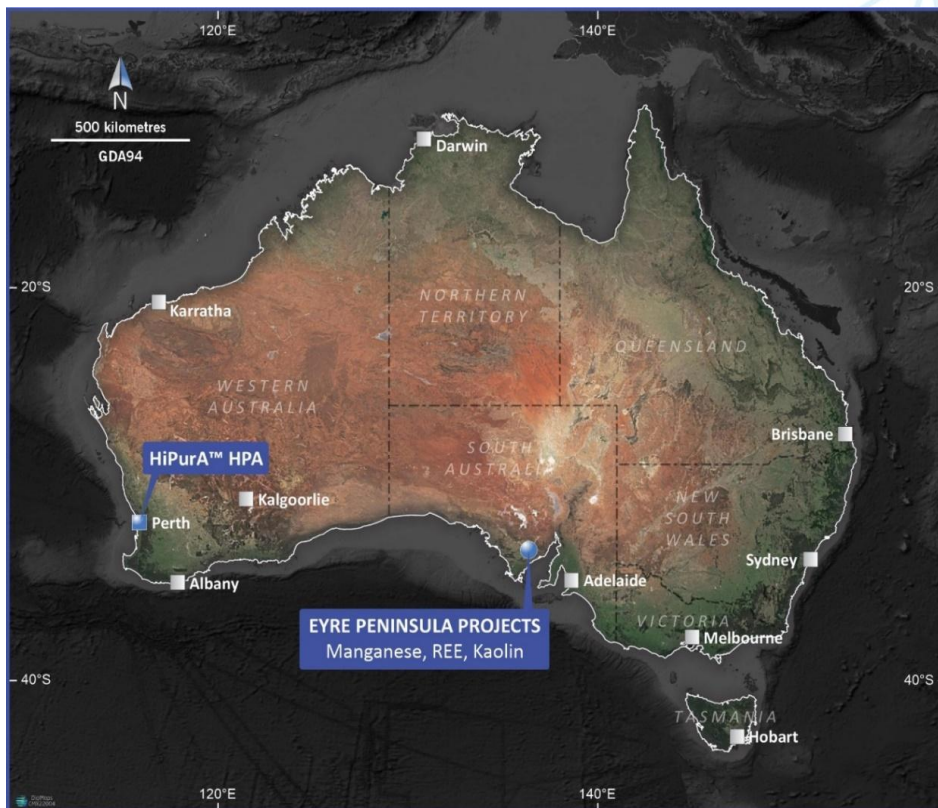 120°E
140°E
N
500 kilometres
GDA94
Darwin
20°S
20°S
Karratha
NORTHERN
TERRITORY
QUEENSLAND
WESTERN
AUSTRALIA
Brisbane
SOUTH
AUSTRALIA
HiPurA™ HPA
Kalgoorlie
NEW
SOUTH
WALES
Perth
Sydney
Albany
Adelaide
EYRE PENINSULA PROJECTS
Manganese, REE, Kaolin
VICTORIA
Melbourne
40°S
40°S
TASMANIA
Hobart
120°E
140°E